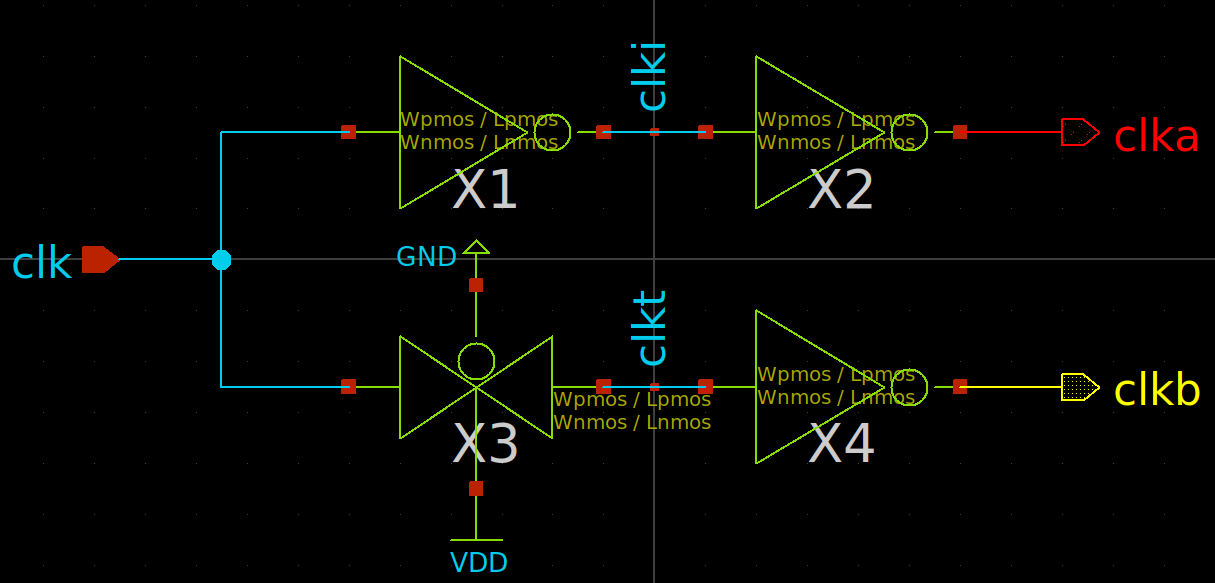 clki
Wpmos / Lpmos
Wnmos / Lnmos
X1
Wpmos / Lpmos
Wnmos / Lnmos
X2
clka
clk
GND
clkt
X3
Wpmos / Lpmos
Wnmos / Lnmos
Wpmos / Lpmos
Wnmos / Lnmos
X4
clkb
VDD